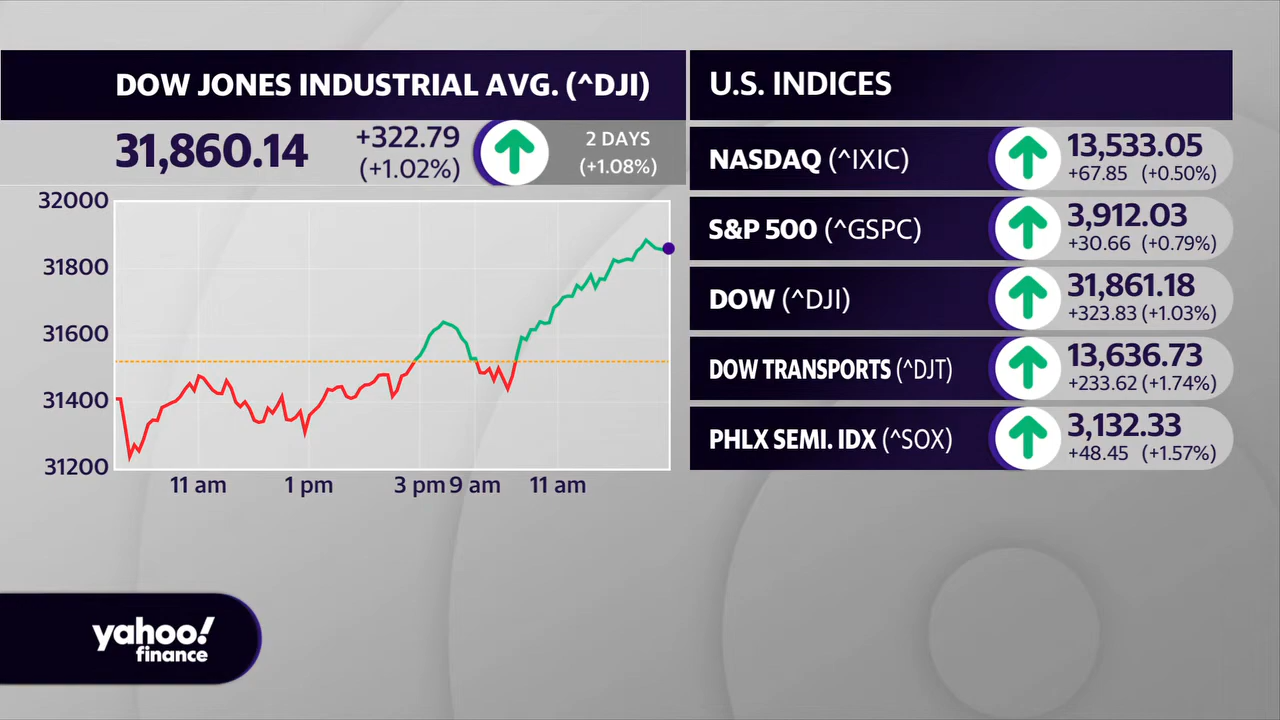 DOW JONES INDUSTRIAL AVG. (^DJI)
31,860.14
+322.79
(+1.02%)
2 DAYS
(+1.08%)
32000
31800
31600
31400
31200
11 am
1 pm
3 pm
9 am
11 am
U.S. INDICES
NASDAQ (^IXIC)
13,533.05
+67.85 (+0.50%)
S&P 500 (^GSPC)
3,912.03
+30.66 (+0.79%)
DOW (^DJI)
31,861.18
+323.83 (+1.03%)
DOW TRANSPORTS (^DJT)
13,636.73
+233.62 (+1.74%)
PHLX SEMI. IDX (^SOX)
3,132.33
+48.45 (+1.57%)
yahoo!
finance